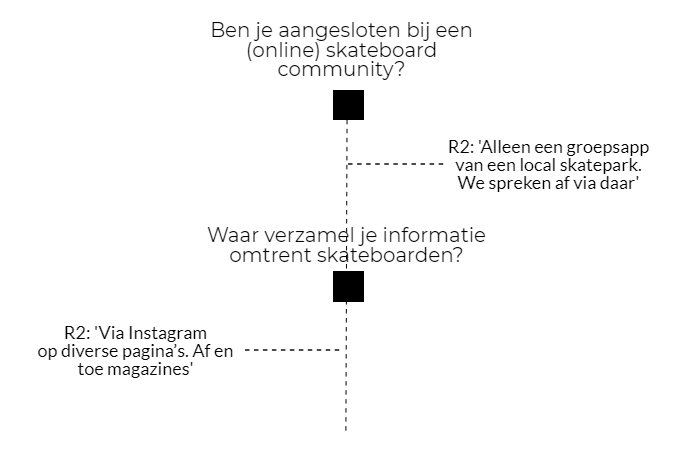 Ben je aangesloten bij een
(online) skateboard
community?
R2: 'Alleen een groepsapp
van een local skatepark.
We spreken af via daar'
Waar verzamel je informatie
omtrent skateboarden?
R2: 'Via Instagram
op diverse pagina's. Af en
toe magazines'